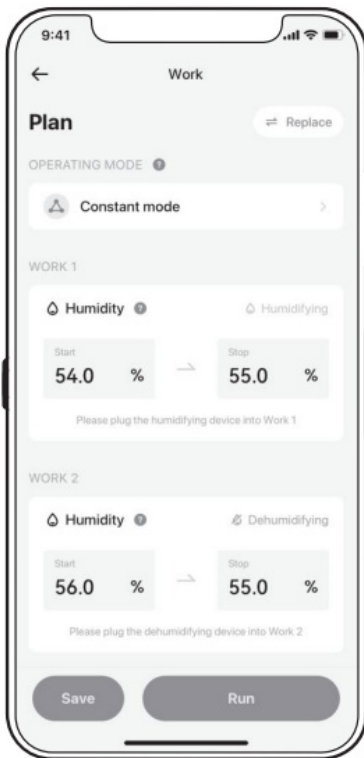 9:41
Work
Plan
Replace
OPERATING MODE ?
Constant mode
WORK 1
Humidity ?
Humidifying
Start
54.0 %
Stop
55.0 %
Please plug the humidifying device into Work 1
WORK 2
Humidity ?
Dehumidifying
Start
56.0 %
Stop
55.0 %
Please plug the dehumidifying device into Work 2
Save
Run